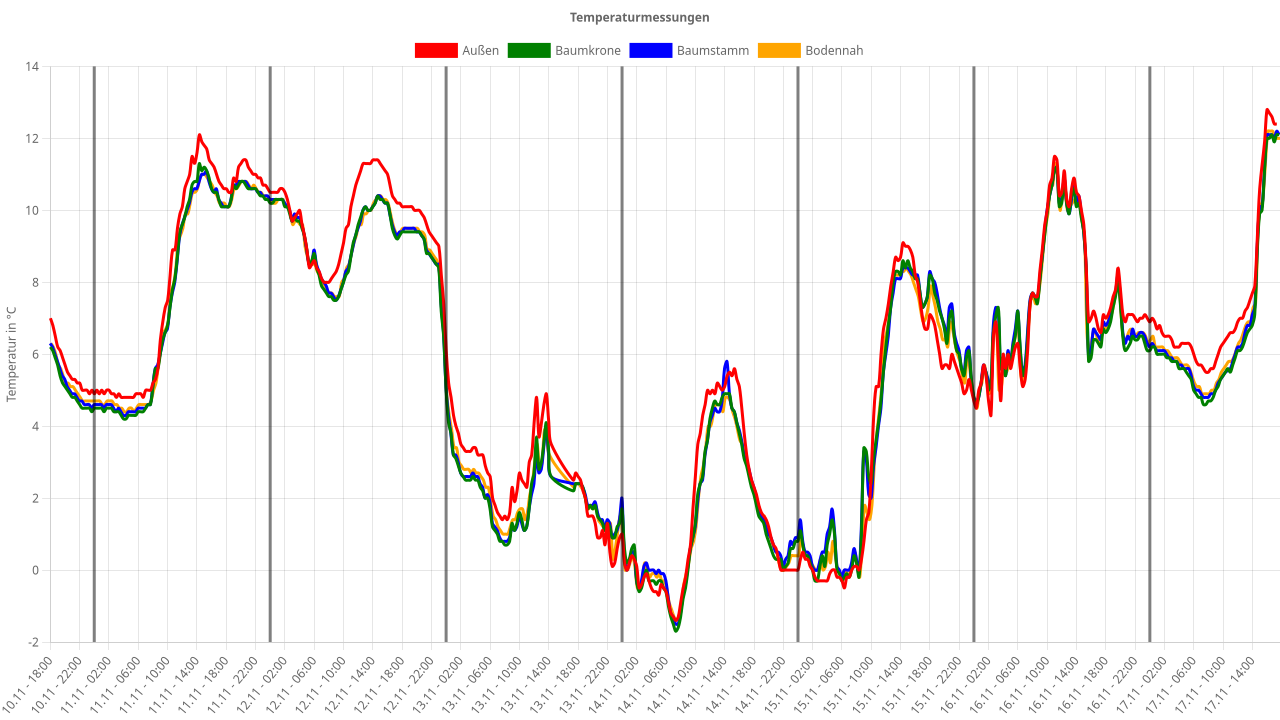 Temperaturmessungen
Außen Baumkrone Baumstamm Bodennah
Temperatur in °C
14
12
10
8
6
4
2
0
-2
10.11 - 18:00
10.11 - 22:00
11.11 - 02:00
11.11 - 06:00
11.11 - 10:00
11.11 - 14:00
11.11 - 18:00
11.11 - 22:00
12.11 - 02:00
12.11 - 06:00
12.11 - 10:00
12.11 - 14:00
12.11 - 18:00
12.11 - 22:00
13.11 - 02:00
13.11 - 06:00
13.11 - 10:00
13.11 - 14:00
13.11 - 18:00
13.11 - 22:00
14.11 - 02:00
14.11 - 06:00
14.11 - 10:00
14.11 - 14:00
14.11 - 18:00
14.11 - 22:00
15.11 - 02:00
15.11 - 06:00
15.11 - 10:00
15.11 - 14:00
15.11 - 18:00
15.11 - 22:00
16.11 - 02:00
16.11 - 06:00
16.11 - 10:00
16.11 - 14:00
16.11 - 18:00
16.11 - 22:00
17.11 - 02:00
17.11 - 06:00
17.11 - 10:00
17.11 - 14:00